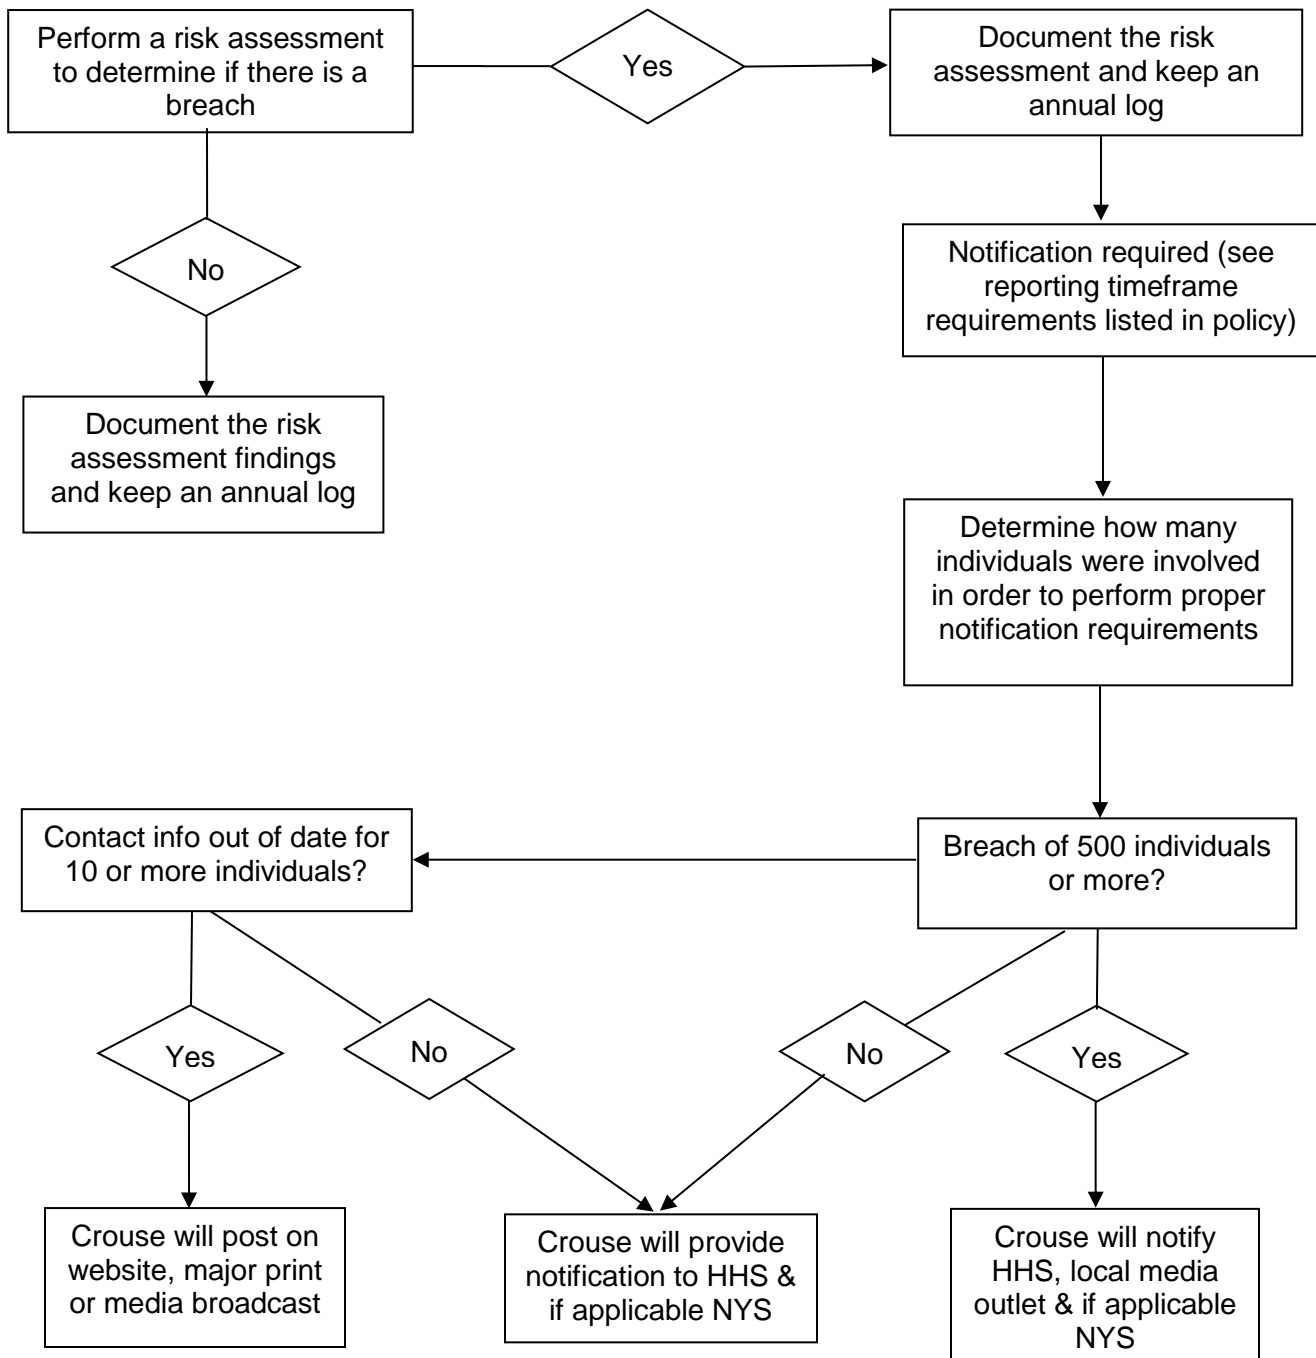 Perform a risk assessment
to determine if there is a
breach
Yes
Document the risk
assessment and keep an
annual log
No
Notification required (see
reporting timeframe
requirements listed in policy)
Document the risk
assessment findings
and keep an annual log
Determine how many
individuals were involved
in order to perform proper
notification requirements
Contact info out of date for
10 or more individuals?
Breach of 500 individuals
or more?
Yes
No
No
Yes
Crouse will post on
website, major print
or media broadcast
Crouse will provide
notification to HHS &
if applicable NYS
Crouse will notify
HHS, local media
outlet & if applicable
NYS